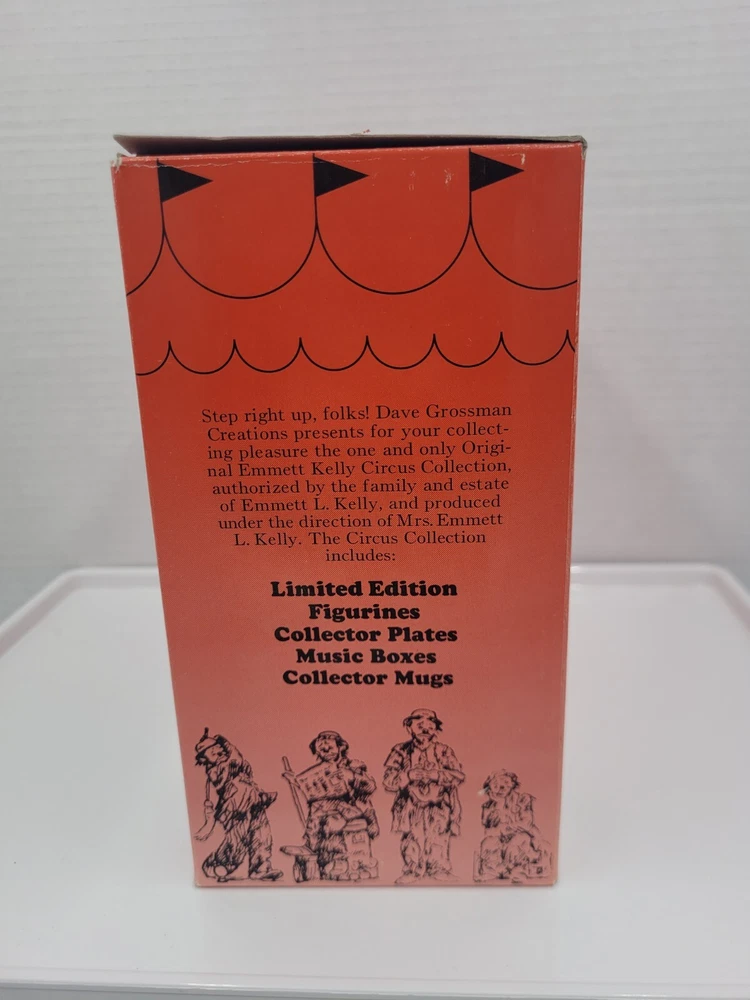 Step right up, folks! Dave Grossman
Creations presents for your collect-
ing pleasure the one and only Origi-
nal Emmett Kelly Circus Collection,
authorized by the family and estate
of Emmett L. Kelly, and produced
under the direction of Mrs. Emmett
L. Kelly. The Circus Collection
includes:
Limited Edition
Figurines
Collector Plates
Music Boxes
Collector Mugs